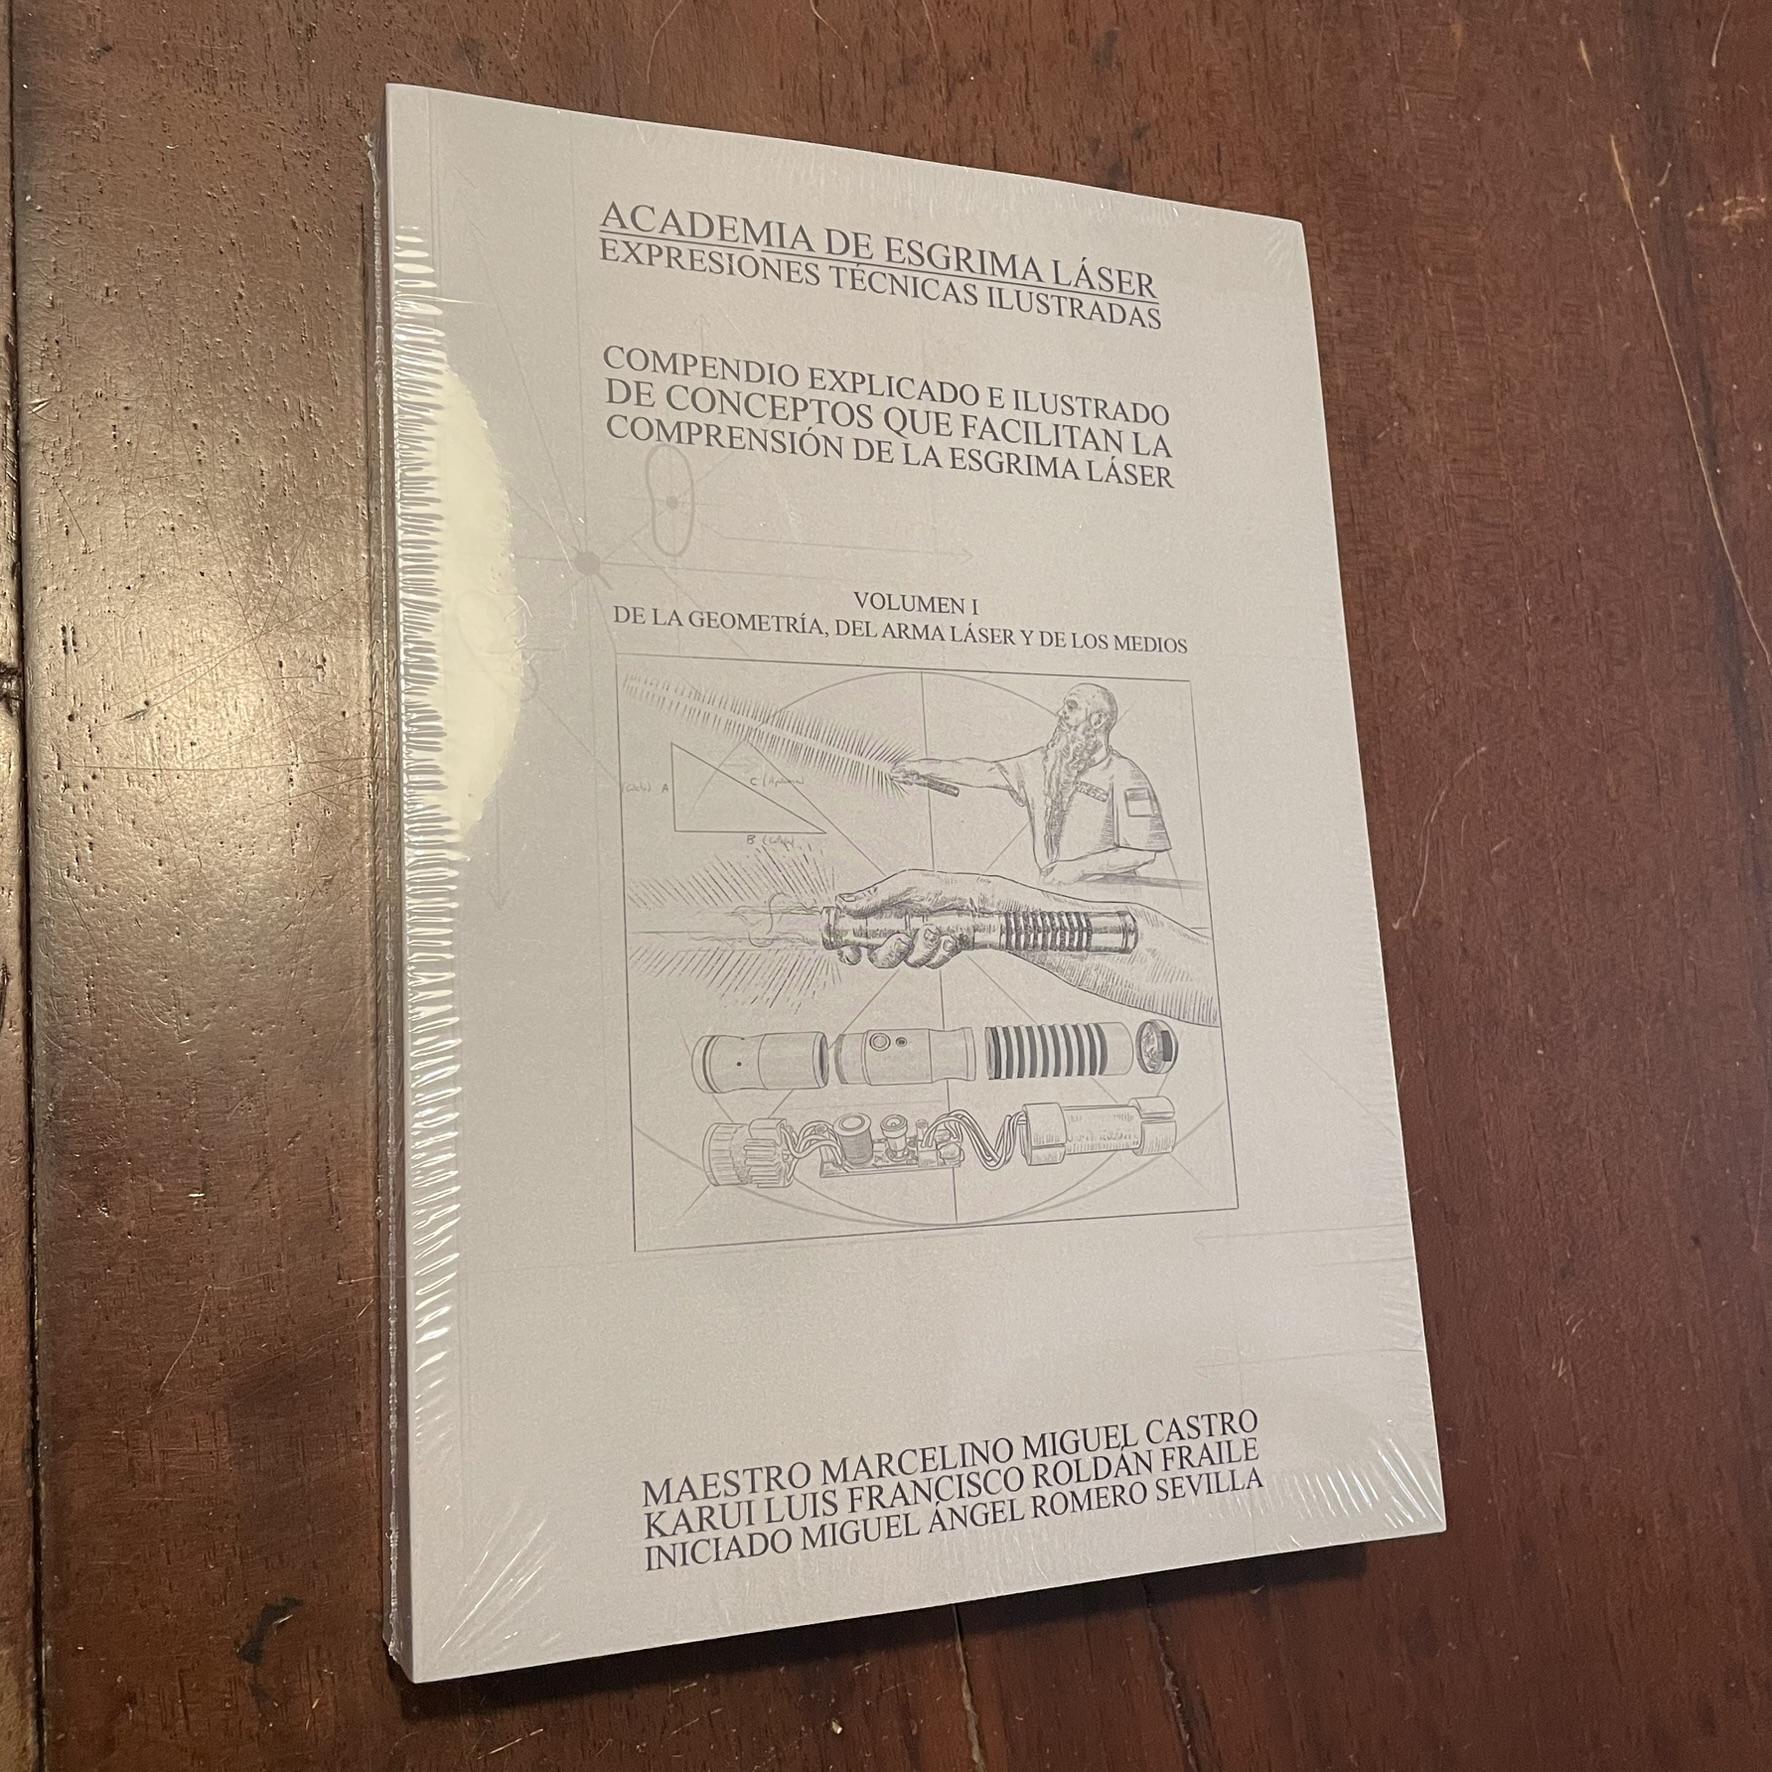 ACADEMIA DE ESGRIMA LÁSER
EXPRESIONES TÉCNICAS ILUSTRADAS
COMPENDIO EXPLICADO E ILUSTRADO
DE CONCEPTOS QUE FACILITAN LA
COMPRENSIÓN DE LA ESGRIMA LÁSER
VOLUMEN I
DE LA GEOMETRÍA, DEL ARMA LÁSER Y DE LOS MEDIOS
A
C
B
MAESTRO MARCELINO MIGUEL CASTRO
KARUI LUIS FRANCISCO ROLDÁN FRAILE
INICIADO MIGUEL ÁNGEL ROMERO SEVILLA